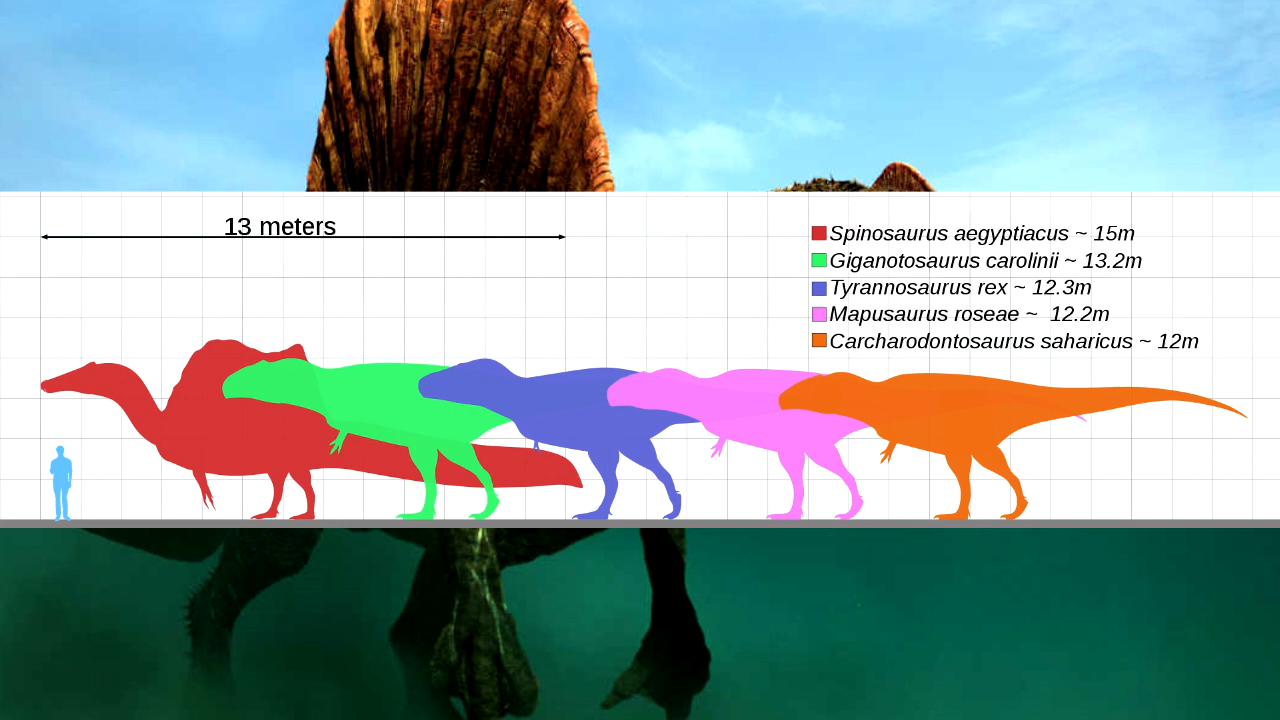 13 meters
Spinosaurus aegyptiacus ~ 15m
Giganotosaurus carolinii ~ 13.2m
Tyrannosaurus rex ~ 12.3m
Mapusaurus roseae ~  12.2m
Carcharodontosaurus saharicus ~ 12m